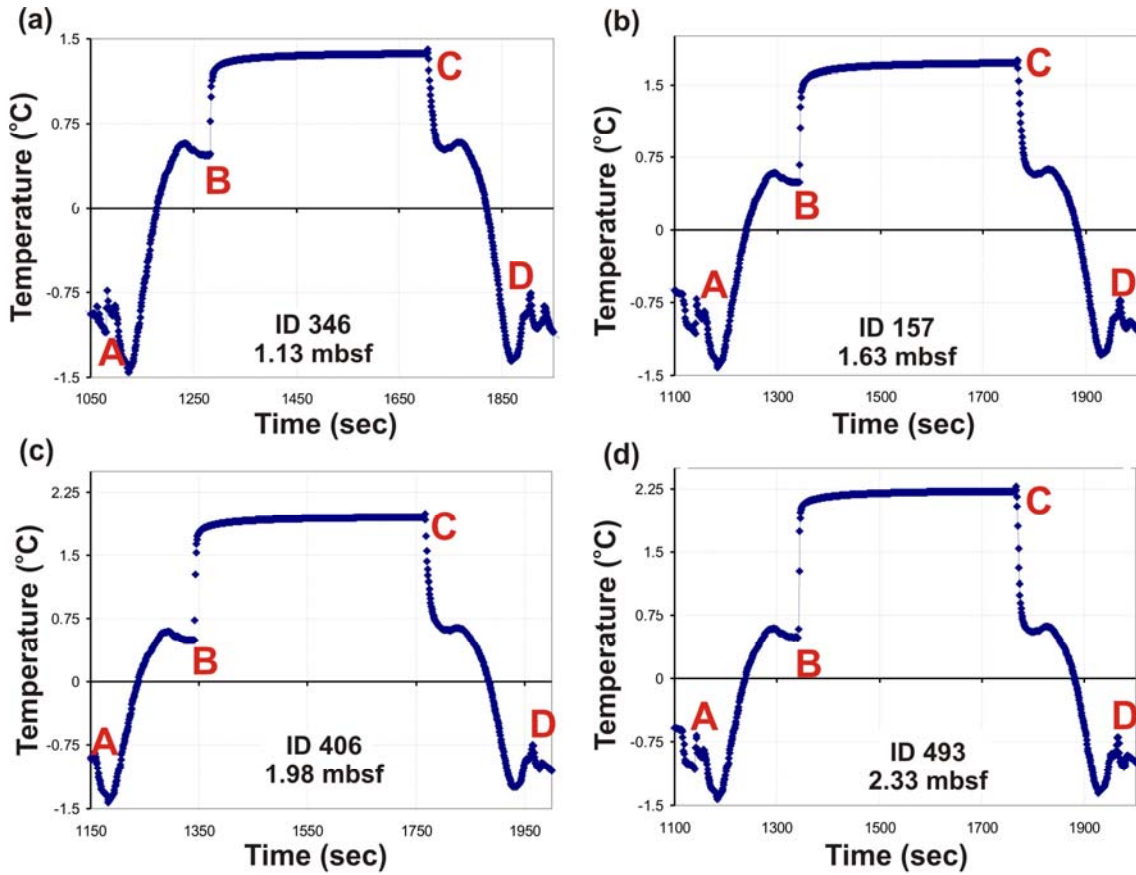 (a)
Temperature (°C)
1.5
0.75
0
-0.75
-1.5
A
B
C
D
ID 346
1.13 mbsf
1050
1250
1450
1650
1850
Time (sec)
(b)
Temperature (°C)
1.5
0.75
0
-0.75
-1.5
A
B
C
D
ID 157
1.63 mbsf
1100
1300
1500
1700
1900
Time (sec)
(c)
Temperature (°C)
2.25
1.5
0.75
0
-0.75
-1.5
A
B
C
D
ID 406
1.98 mbsf
1150
1350
1550
1750
1950
Time (sec)
(d)
Temperature (°C)
2.25
1.5
0.75
0
-0.75
-1.5
A
B
C
D
ID 493
2.33 mbsf
1100
1300
1500
1700
1900
Time (sec)